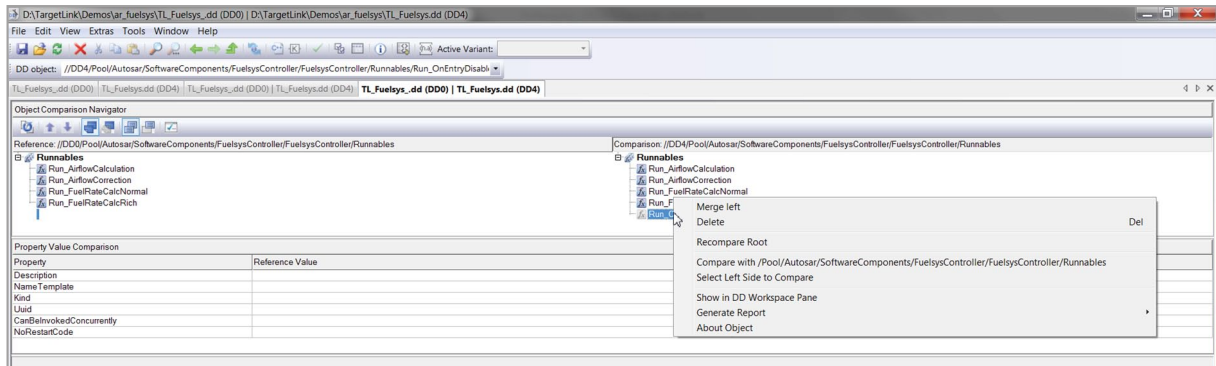 D:\TargetLink\Demos\ar_fuelsys\TL_Fuelsys_.dd (DD0) | D:\TargetLink\Demos\ar_fuelsys\TL_Fuelsys.dd (DD4)
File Edit View Extras Tools Window Help
Active Variant:
DD object: //DD4/Pool/Autosar/SoftwareComponents/FuelsysController/FuelsysController/Runnables/Run_OnEntryDisabl
TL_Fuelsys_.dd (DD0) TL_Fuelsys.dd (DD4) TL_Fuelsys_.dd (DD0) | TL_Fuelsys.dd (DD4) TL_Fuelsys_.dd (DD0) | TL_Fuelsys.dd (DD4)
Object Comparison Navigator
Reference: //DD0/Pool/Autosar/SoftwareComponents/FuelsysController/FuelsysController/Runnables
Comparison: //DD4/Pool/Autosar/SoftwareComponents/FuelsysController/FuelsysController/Runnables
Runnables
Run_AirflowCalculation
Run_AirflowCorrection
Run_FuelRateCalcNormal
Run_FuelRateCalcRich
Runnables
Run_AirflowCalculation
Run_AirflowCorrection
Run_FuelRateCalcNormal
Run_F
Run_O
Merge left
Delete Del
Recompare Root
Compare with /Pool/Autosar/SoftwareComponents/FuelsysController/FuelsysController/Runnables
Select Left Side to Compare
Show in DD Workspace Pane
Generate Report
About Object
Property Value Comparison
Property Reference Value
Description
NameTemplate
Kind
Uuid
CanBeInvokedConcurrently
NoRestartCode